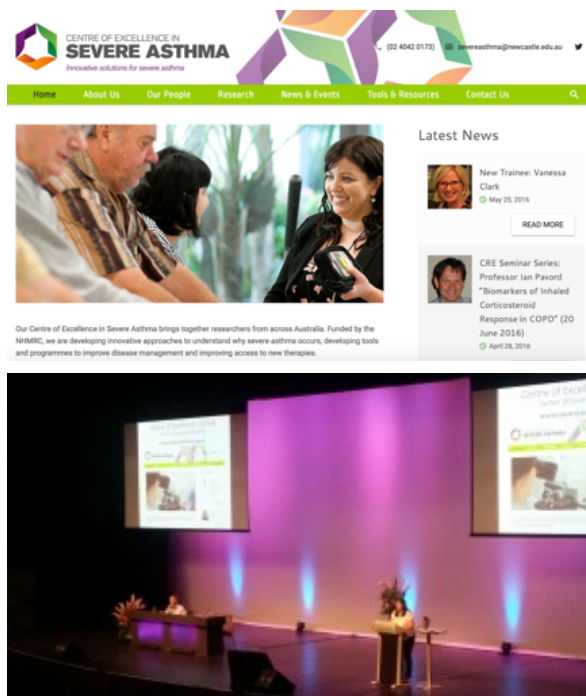 CENTRE OF EXCELLENCE IN
SEVERE ASTHMA
Innovative solutions for severe asthma
(02 4042 0173)
severeasthma@newcastle.edu.au
Home About Us Our People Research News & Events Tools & Resources Contact Us
Latest News
New Trainee: Vanessa
Clark
May 25, 2016
READ MORE
CRE Seminar Series:
Professor Ian Pavord
"Biomarkers of Inhaled
Corticosteroid
Response in COPD" (20
June 2016)
April 28, 2016
Our Centre of Excellence in Severe Asthma brings together researchers from across Australia. Funded by the
NHMRC, we are developing innovative approaches to understand why severe asthma occurs, developing tools
and programmes to improve disease management and improving access to new therapies.
Centre of Excel
SEVERE ASTHMA